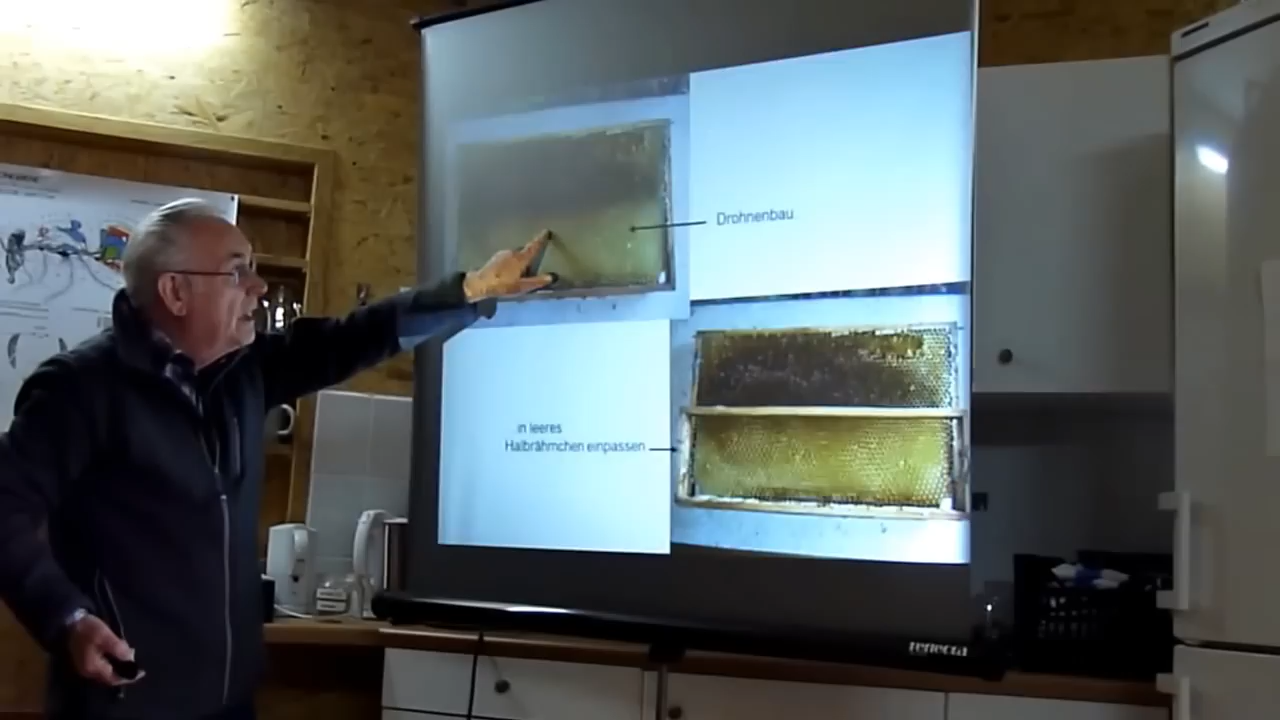 Drohnenbau
in leeres
Halbrähmchen einpassen
reflecta